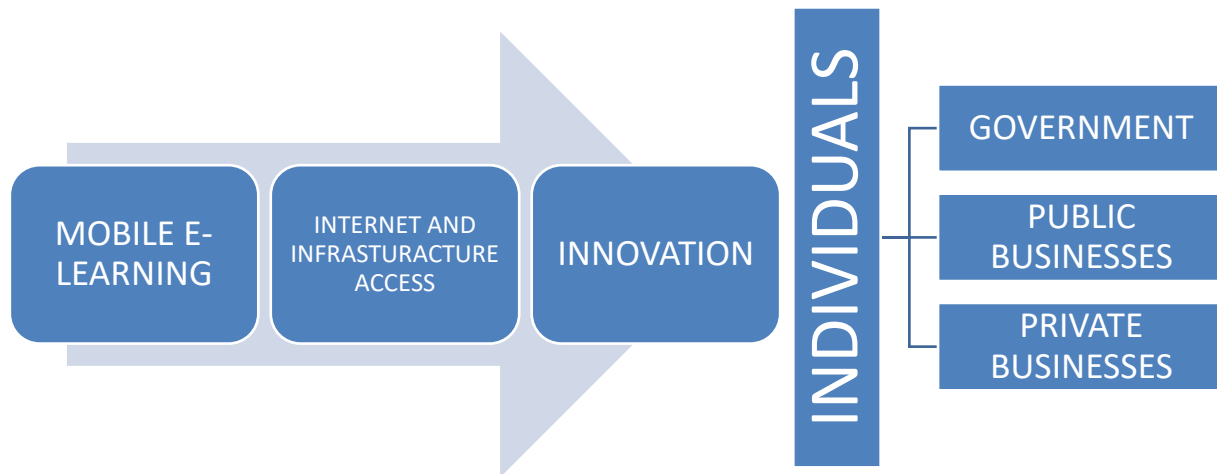 MOBILE E-
LEARNING
INTERNET AND
INFRASTURACTURE
ACCESS
INNOVATION
INDIVIDUALS
GOVERNMENT
PUBLIC
BUSINESSES
PRIVATE
BUSINESSES